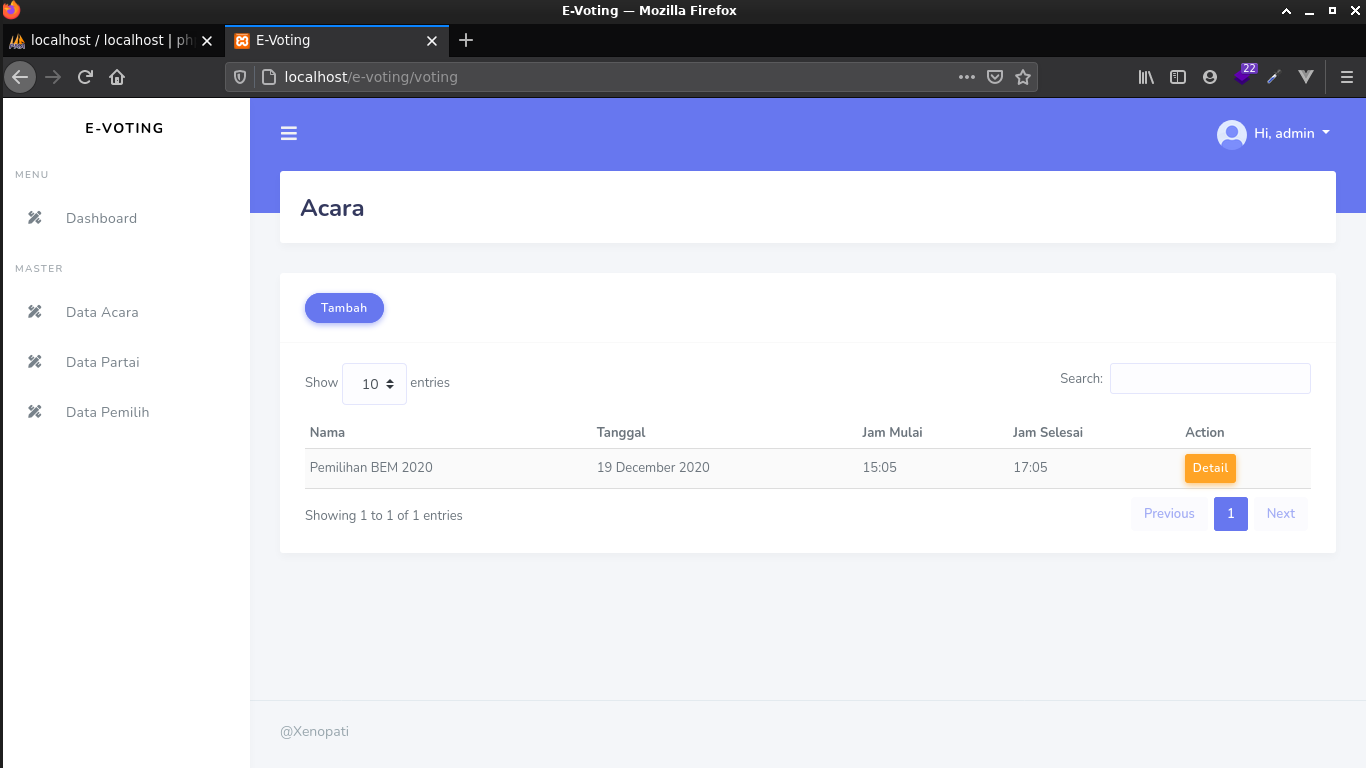 E-Voting — Mozilla Firefox
localhost / localhost | ph
E-Voting
localhost/e-voting/voting
22
E-VOTING
Hi, admin
MENU
Acara
Dashboard
MASTER
Data Acara
Data Partai
Data Pemilih
Tambah
Show 10 entries
Search:
Nama Tanggal Jam Mulai Jam Selesai Action
Pemilihan BEM 2020 19 December 2020 15:05 17:05 Detail
Showing 1 to 1 of 1 entries
Previous 1 Next
@Xenopati